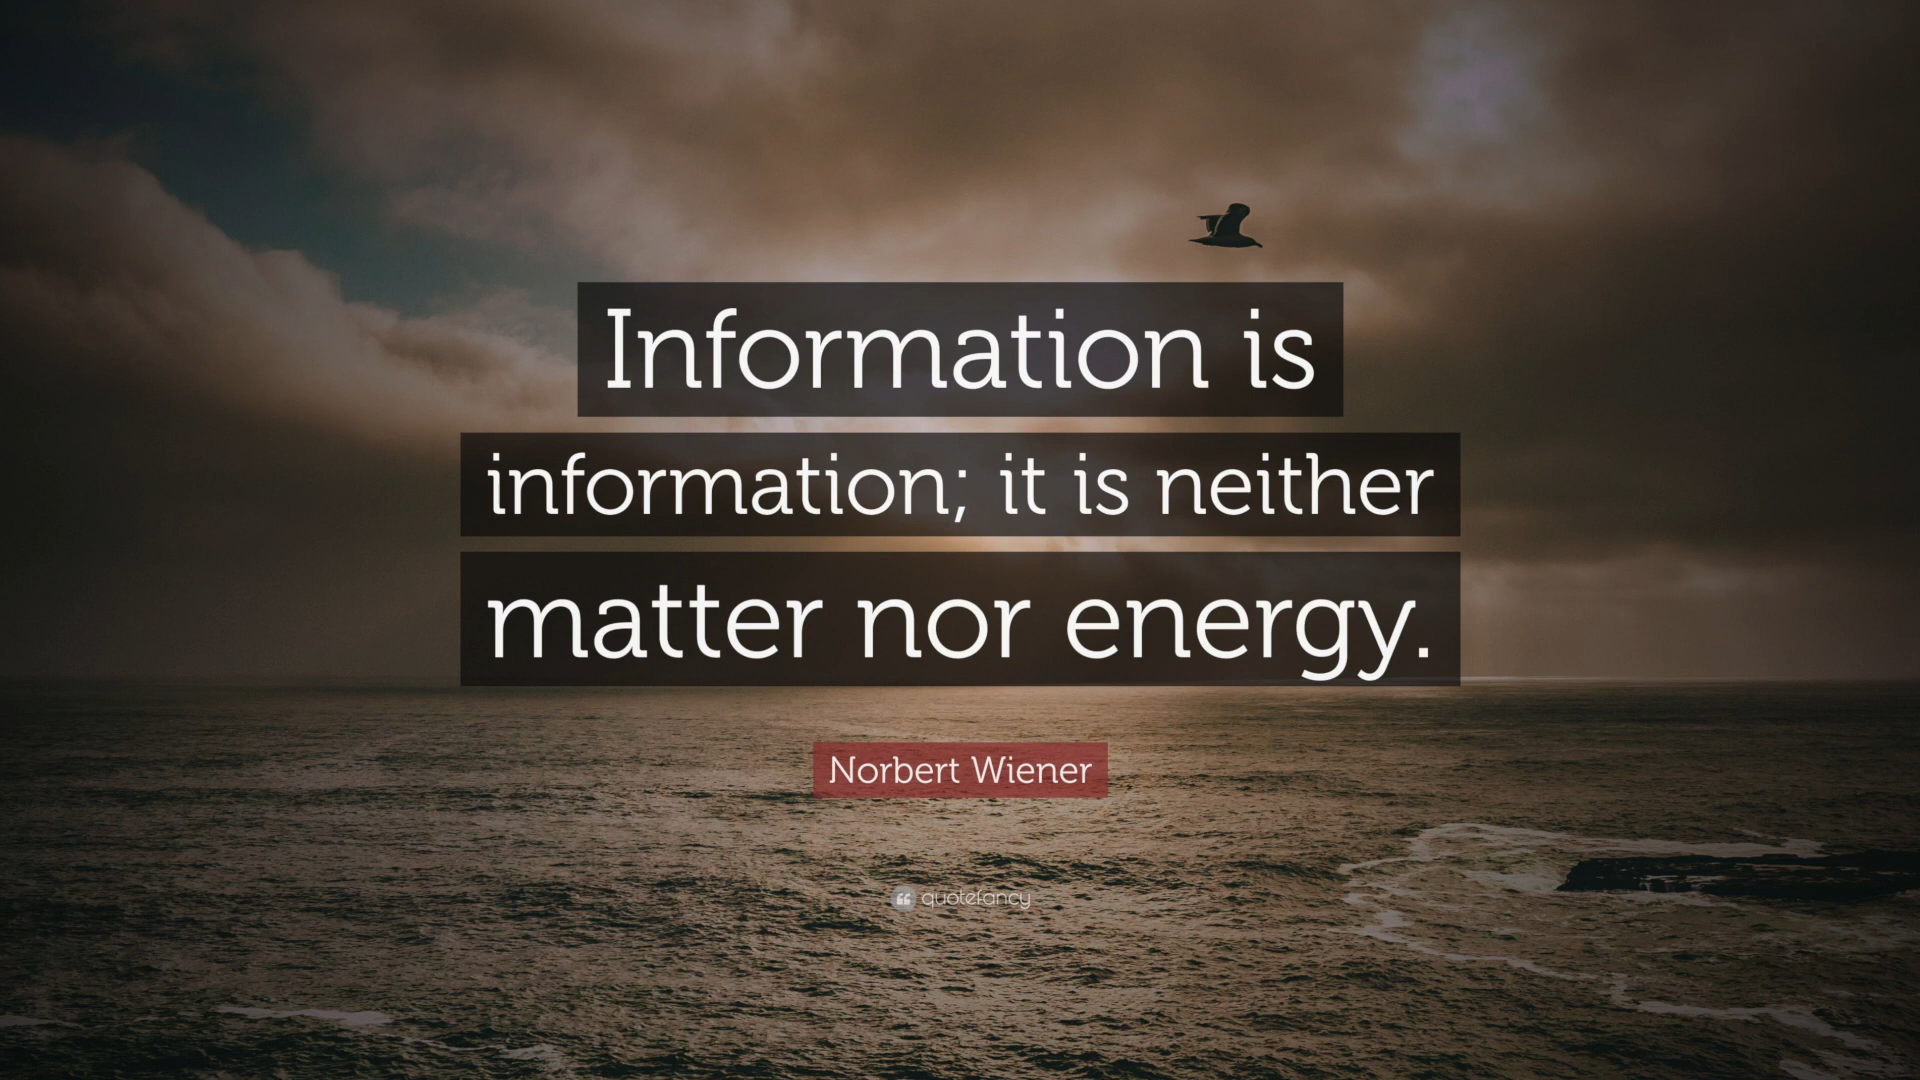 Information is
information; it is neither
matter nor energy.
Norbert Wiener
quotefancy